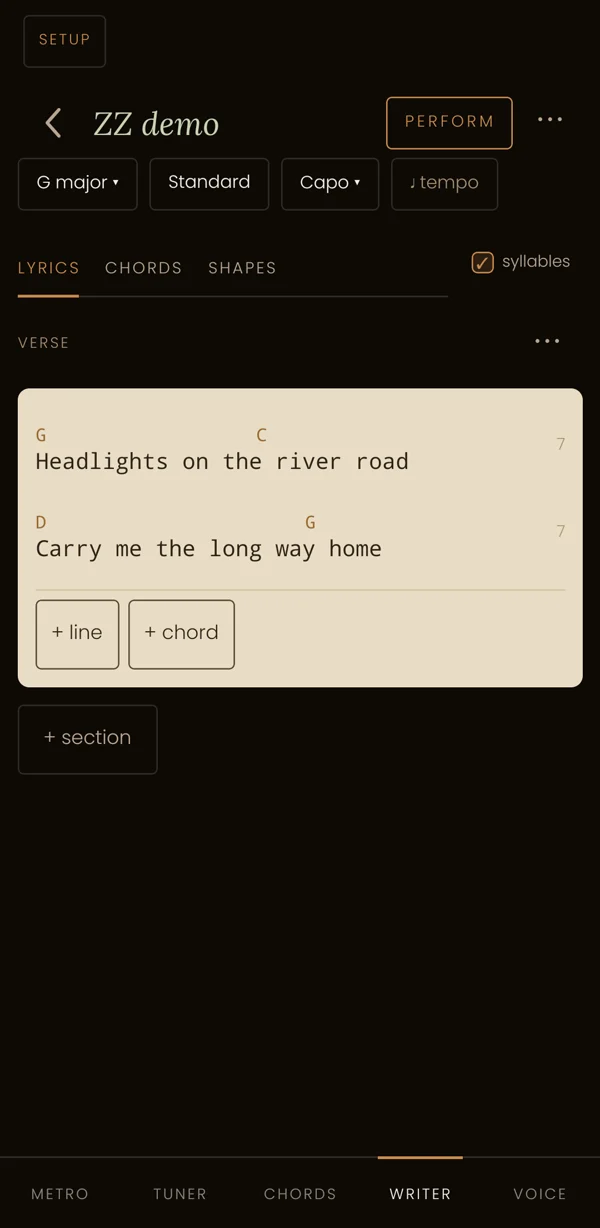 SETUP
ZZ demo PERFORM ...
G major ▾ Standard Capo ▾ ♩ tempo
LYRICS CHORDS SHAPES ✓ syllables
VERSE ...
G C
Headlights on the river road 7
D G
Carry me the long way home 7
+ line + chord
+ section
METRO TUNER CHORDS WRITER VOICE